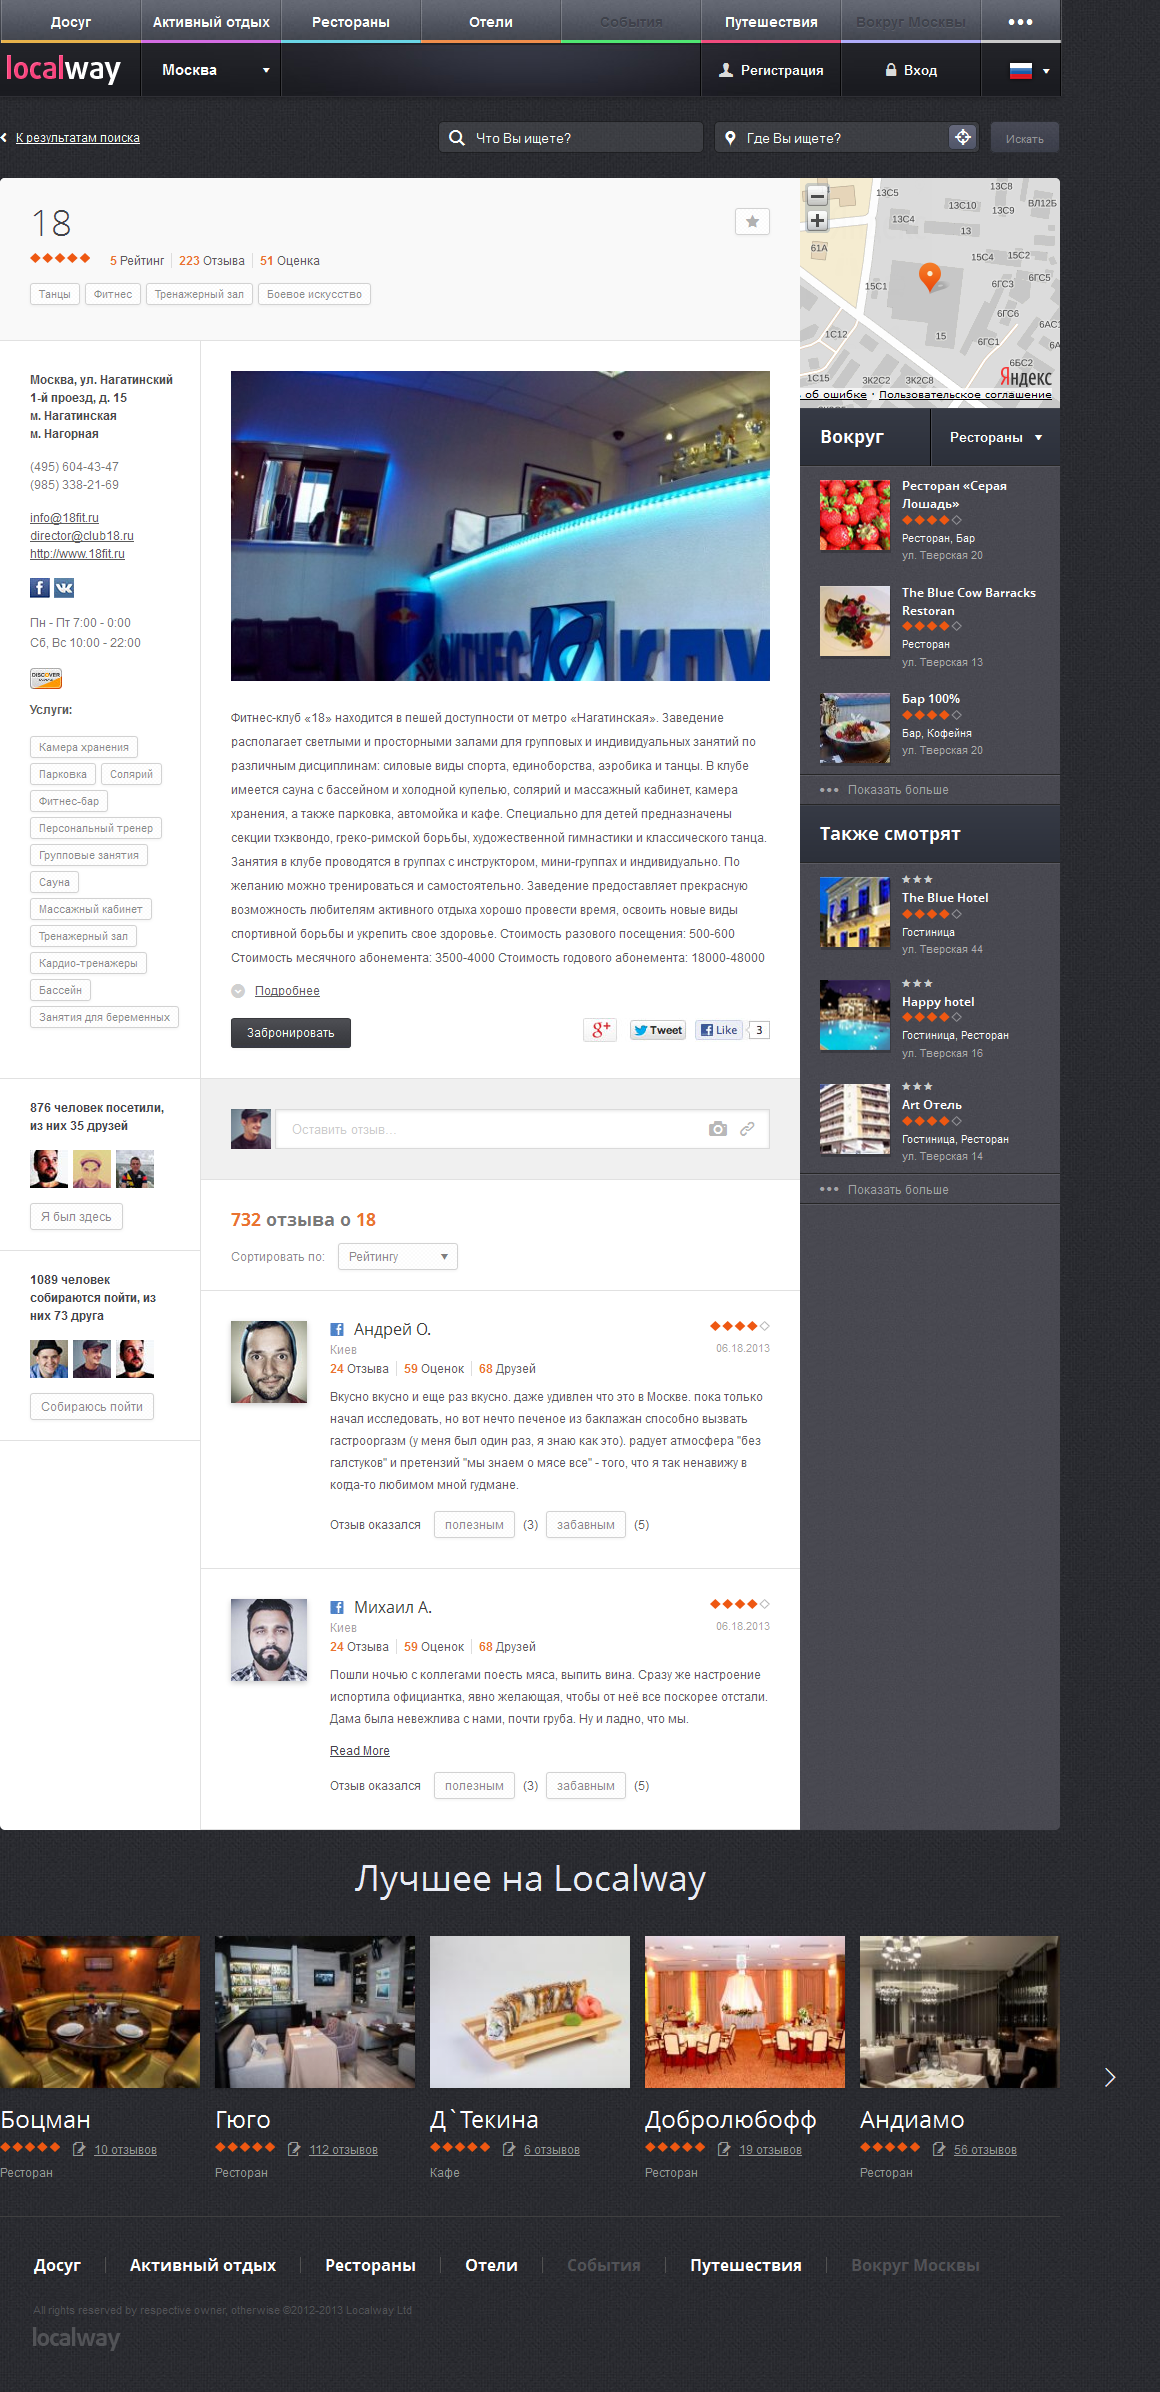 Досуг
Активный отдых
Рестораны
Отели
События
Путешествия
Вокруг Москвы
localway
Москва
Регистрация
Вход
К результатам поиска
Что Вы ищете?
Где Вы ищете?
Искать
18
5 Рейтинг
223 Отзыва
51 Оценка
Танцы
Фитнес
Тренажерный зал
Боевое искусство
13С5
13С8
13С10
ВЛ12Б
13С4
13С9
13
61А
15С4
15С2
6ГС5
15С1
6ГС3
6ГС6
6АС
1С12
15
6ГС1
6А
6БС2
1С15
3К2С2
3К2С8
Яндекс
об ошибке · Пользовательское соглашение
Москва, ул. Нагатинский
1-й проезд, д. 15
м. Нагатинская
м. Нагорная
(495) 604-43-47
(985) 338-21-69
info@18fit.ru
director@club18.ru
http://www.18fit.ru
Пн - Пт 7:00 - 0:00
Сб, Вс 10:00 - 22:00
DISCOVER
Услуги:
Камера хранения
Парковка
Солярий
Фитнес-бар
Персональный тренер
Групповые занятия
Сауна
Массажный кабинет
Тренажерный зал
Кардио-тренажеры
Бассейн
Занятия для беременных
Фитнес-клуб «18» находится в пешей доступности от метро «Нагатинская». Заведение
располагает светлыми и просторными залами для групповых и индивидуальных занятий по
различным дисциплинам: силовые виды спорта, единоборства, аэробика и танцы. В клубе
имеется сауна с бассейном и холодной купелью, солярий и массажный кабинет, камера
хранения, а также парковка, автомойка и кафе. Специально для детей предназначены
секции тхэквондо, греко-римской борьбы, художественной гимнастики и классического танца.
Занятия в клубе проводятся в группах с инструктором, мини-группах и индивидуально. По
желанию можно тренироваться и самостоятельно. Заведение предоставляет прекрасную
возможность любителям активного отдыха хорошо провести время, освоить новые виды
спортивной борьбы и укрепить свое здоровье. Стоимость разового посещения: 500-600
Стоимость месячного абонемента: 3500-4000 Стоимость годового абонемента: 18000-48000
Подробнее
Забронировать
g+
Tweet
Like
3
Вокруг
Рестораны
Ресторан «Серая
Лошадь»
Ресторан, Бар
ул. Тверская 20
The Blue Cow Barracks
Restoran
Ресторан
ул. Тверская 13
Бар 100%
Бар, Кофейня
ул. Тверская 20
Показать больше
Также смотрят
The Blue Hotel
Гостиница
ул. Тверская 44
Happy hotel
Гостиница, Ресторан
ул. Тверская 16
Art Отель
Гостиница, Ресторан
ул. Тверская 14
Показать больше
876 человек посетили,
из них 35 друзей
Я был здесь
1089 человек
собираются пойти, из
них 73 друга
Собираюсь пойти
Оставить отзыв...
732 отзыва о 18
Сортировать по:
Рейтингу
Андрей О.
Киев
06.18.2013
24 Отзыва
59 Оценок
68 Друзей
Вкусно вкусно и еще раз вкусно. даже удивлен что это в Москве. пока только
начал исследовать, но вот нечто печеное из баклажан способно вызвать
гастрооргазм (у меня был один раз, я знаю как это). радует атмосфера "без
галстуков" и претензий "мы знаем о мясе все" - того, что я так ненавижу в
когда-то любимом мной гудмане.
Отзыв оказался
полезным
(3)
забавным
(5)
Михаил А.
Киев
06.18.2013
24 Отзыва
59 Оценок
68 Друзей
Пошли ночью с коллегами поесть мяса, выпить вина. Сразу же настроение
испортила официантка, явно желающая, чтобы от неё все поскорее отстали.
Дама была невежлива с нами, почти груба. Ну и ладно, что мы.
Read More
Отзыв оказался
полезным
(3)
забавным
(5)
Лучшее на Localway
Боцман
10 отзывов
Ресторан
Гюго
112 отзывов
Ресторан
Д`Текина
6 отзывов
Кафе
Добролюбофф
19 отзывов
Ресторан
Андиамо
56 отзывов
Ресторан
Досуг
Активный отдых
Рестораны
Отели
События
Путешествия
Вокруг Москвы
All rights reserved by respective owner, otherwise ©2012-2013 Localway Ltd
localway